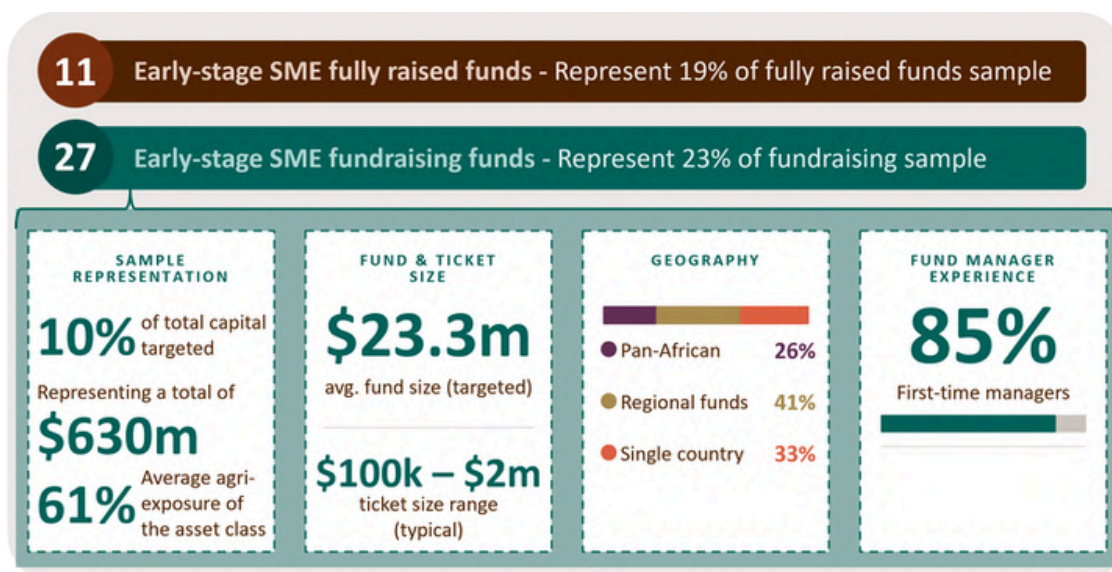 11 Early-stage SME fully raised funds - Represent 19% of fully raised funds sample
27 Early-stage SME fundraising funds - Represent 23% of fundraising sample
SAMPLE
REPRESENTATION
10% of total capital
targeted
Representing a total of
$630m
61% Average agri-
exposure of
the asset class
FUND & TICKET
SIZE
$23.3m
avg. fund size (targeted)
$100k – $2m
ticket size range
(typical)
GEOGRAPHY
Pan-African 26%
Regional funds 41%
Single country 33%
FUND MANAGER
EXPERIENCE
85%
First-time managers